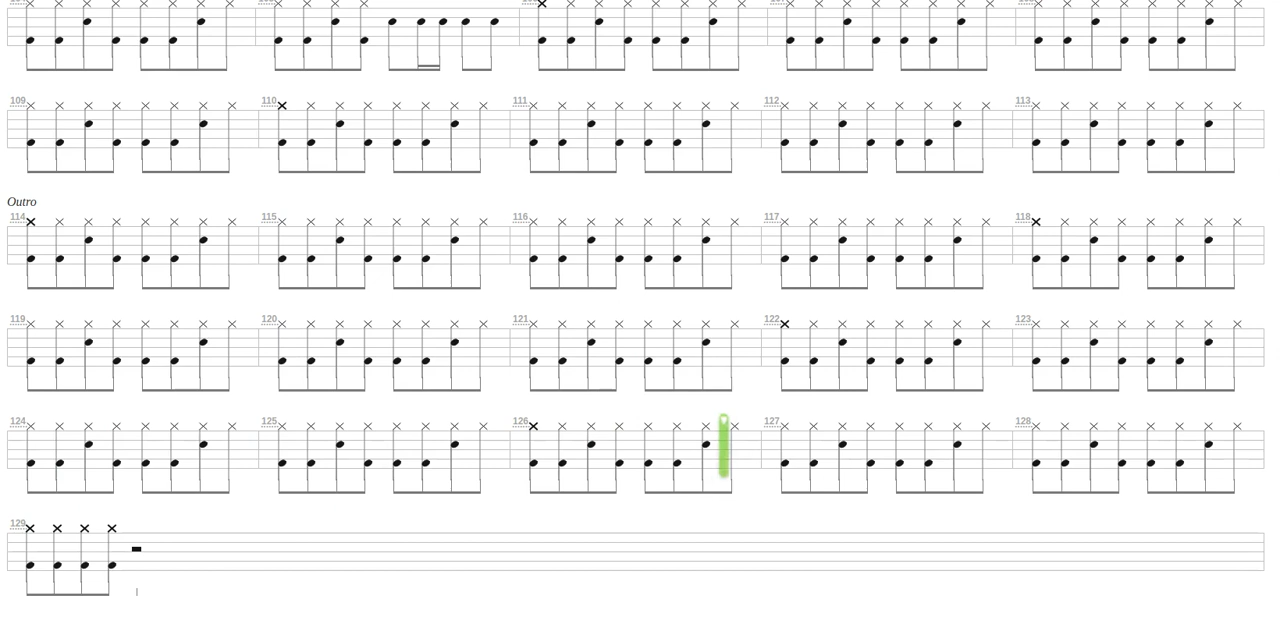 109 110 111 112 113
Outro
114 115 116 117 118
119 120 121 122 123
124 125 126 127 128
129